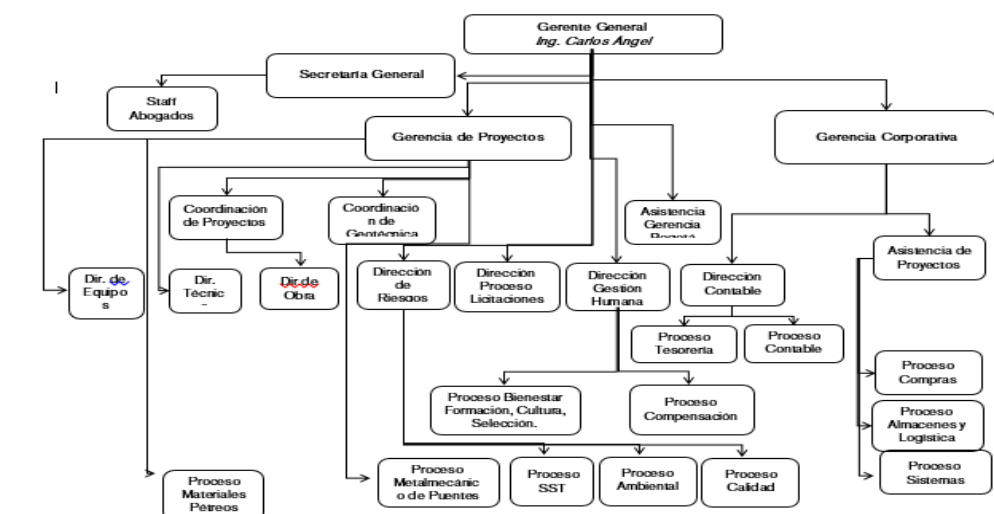 Gerente General
Ing. Carlos Ángel
Secretaría General
Staff
Abogados
Gerencia de Proyectos
Gerencia Corporativa
Coordinación
de Proyectos
Coordinació
n de
Geotécnica
Asistencia
Gerencia
Bogotá
Asistencia de
Proyectos
Dir. de
Equipo
s
Dir.
Técnic
Dir.de
Obra
Dirección
de
Riesgos
Dirección
Proceso
Licitaciones
Dirección
Gestión
Humana
Dirección
Contable
Proceso
Tesorería
Proceso
Contable
Proceso
Compras
Proceso Bienestar
Formación, Cultura,
Selección.
Proceso
Compensación
Proceso
Almacenes y
Logística
Proceso
Materiales
Pétreos
Proceso
Metalmecánic
o de Puentes
Proceso
SST
Proceso
Ambiental
Proceso
Calidad
Proceso
Sistemas